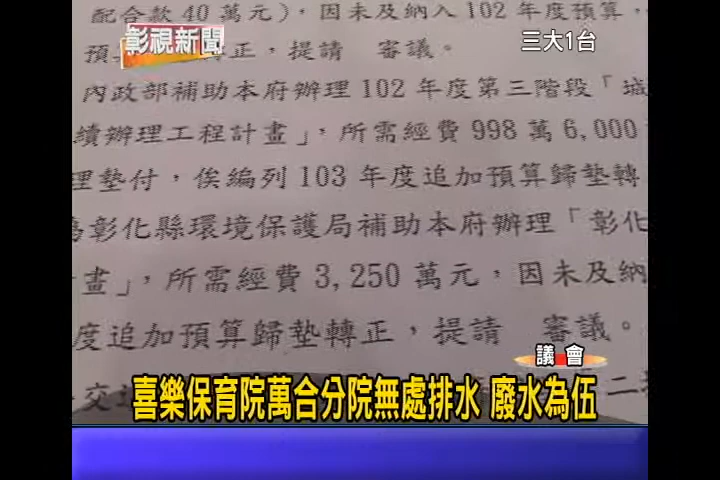 配合款40萬元)，因未及納入102年度預算，
彰視新聞
三大1台
預 轉正，提請 審議。
內政部補助本府辦理102年度第三階段「城
續辦理工程計畫」，所需經費998萬6,000
理墊付，俟編列103年度追加預算歸墊轉
為彰化縣環境保護局補助本府辦理「彰化
計畫」，所需經費3,250萬元，因未及納
度追加預算歸墊轉正，提請 審議。
議會
喜樂保育院萬合分院無處排水 廢水為伍